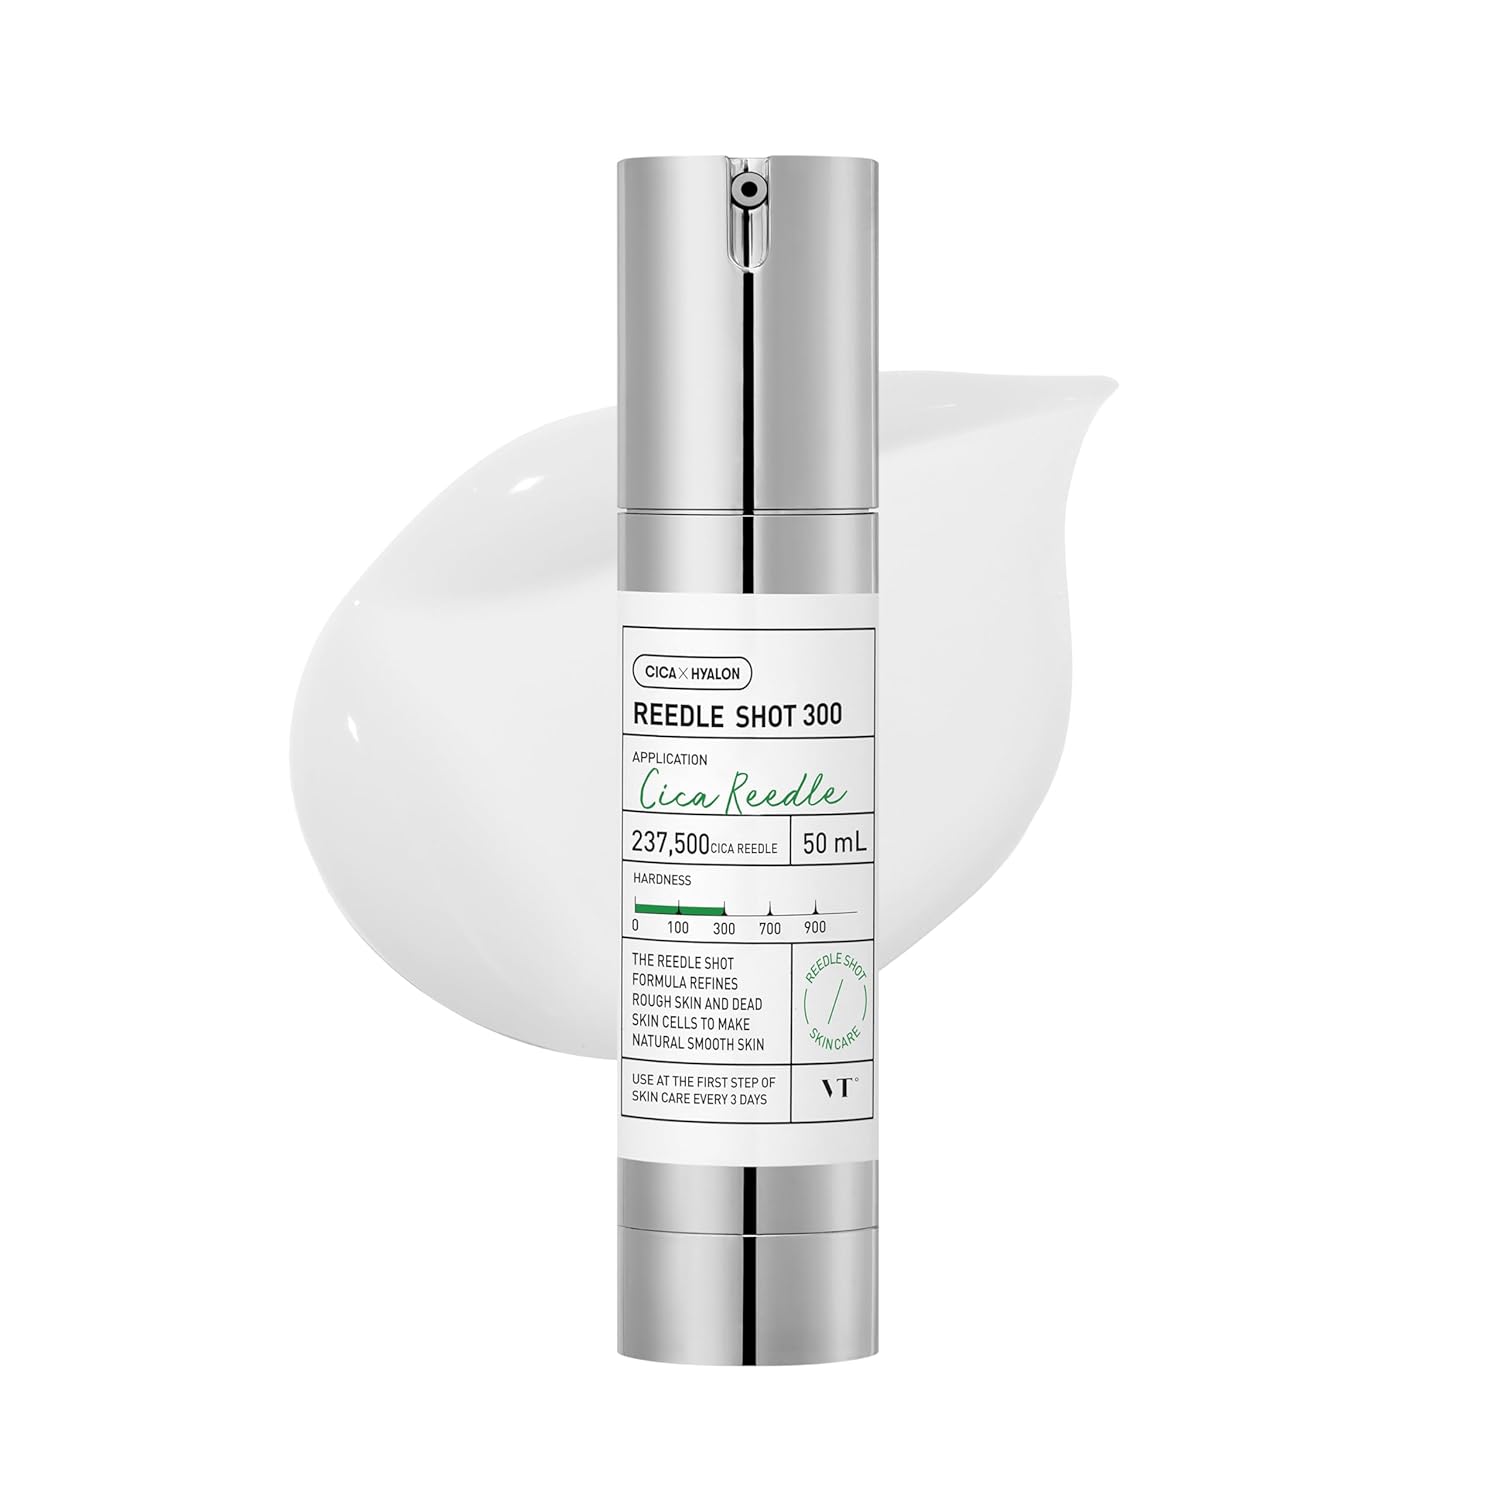 CICA X HYALON
REEDLE SHOT 300
APPLICATION
Cica Reedle
237,500 CICA REEDLE
50 mL
HARDNESS
0 100 300 700 900
THE REEDLE SHOT
FORMULA REFINES
ROUGH SKIN AND DEAD
SKIN CELLS TO MAKE
NATURAL SMOOTH SKIN
REEDLE SHOT
SKIN CARE
USE AT THE FIRST STEP OF
SKIN CARE EVERY 3 DAYS
VT°